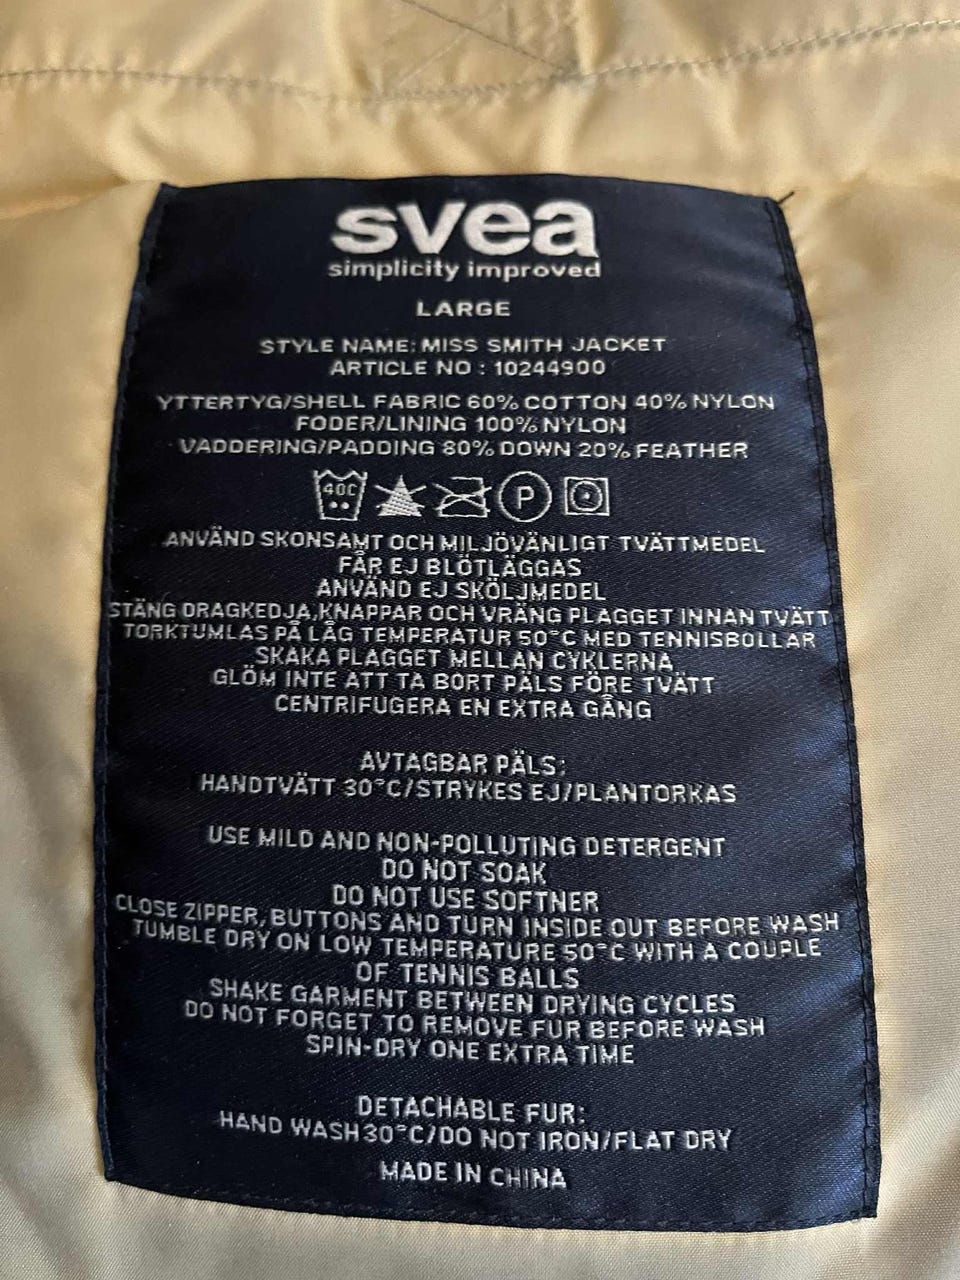 svea
simplicity improved
LARGE
STYLE NAME: MISS SMITH JACKET
ARTICLE NO : 10244900
YTTERTYG/SHELL FABRIC 60% COTTON 40% NYLON
FODER/LINING 100% NYLON
VADDERING/PADDING 80% DOWN 20% FEATHER
40C P
ANVÄND SKONSAMT OCH MILJÖVÄNLIGT TVÄTTMEDEL
FÅR EJ BLÖTLÄGGAS
ANVÄND EJ SKÖLJMEDEL
STÄNG DRAGKEDJA,KNAPPAR OCH VRÄNG PLAGGET INNAN TVÄTT
TORKTUMLAS PÅ LÅG TEMPERATUR 50°C MED TENNISBOLLAR
SKAKA PLAGGET MELLAN CYKLERNA
GLÖM INTE ATT TA BORT PÄLS FÖRE TVÄTT
CENTRIFUGERA EN EXTRA GÅNG
AVTAGBAR PÄLS:
HANDTVÄTT 30°C/STRYKES EJ/PLANTORKAS
USE MILD AND NON-POLLUTING DETERGENT
DO NOT SOAK
DO NOT USE SOFTNER
CLOSE ZIPPER, BUTTONS AND TURN INSIDE OUT BEFORE WASH
TUMBLE DRY ON LOW TEMPERATURE 50°C WITH A COUPLE
OF TENNIS BALLS
SHAKE GARMENT BETWEEN DRYING CYCLES
DO NOT FORGET TO REMOVE FUR BEFORE WASH
SPIN-DRY ONE EXTRA TIME
DETACHABLE FUR:
HAND WASH 30°C/DO NOT IRON/FLAT DRY
MADE IN CHINA